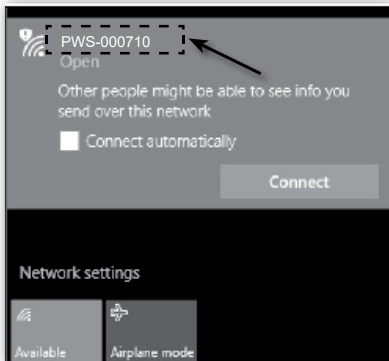 PWS-000710
Open
Other people might be able to see info you
send over this network
Connect automatically
Connect
Network settings
Available
Airplane mode